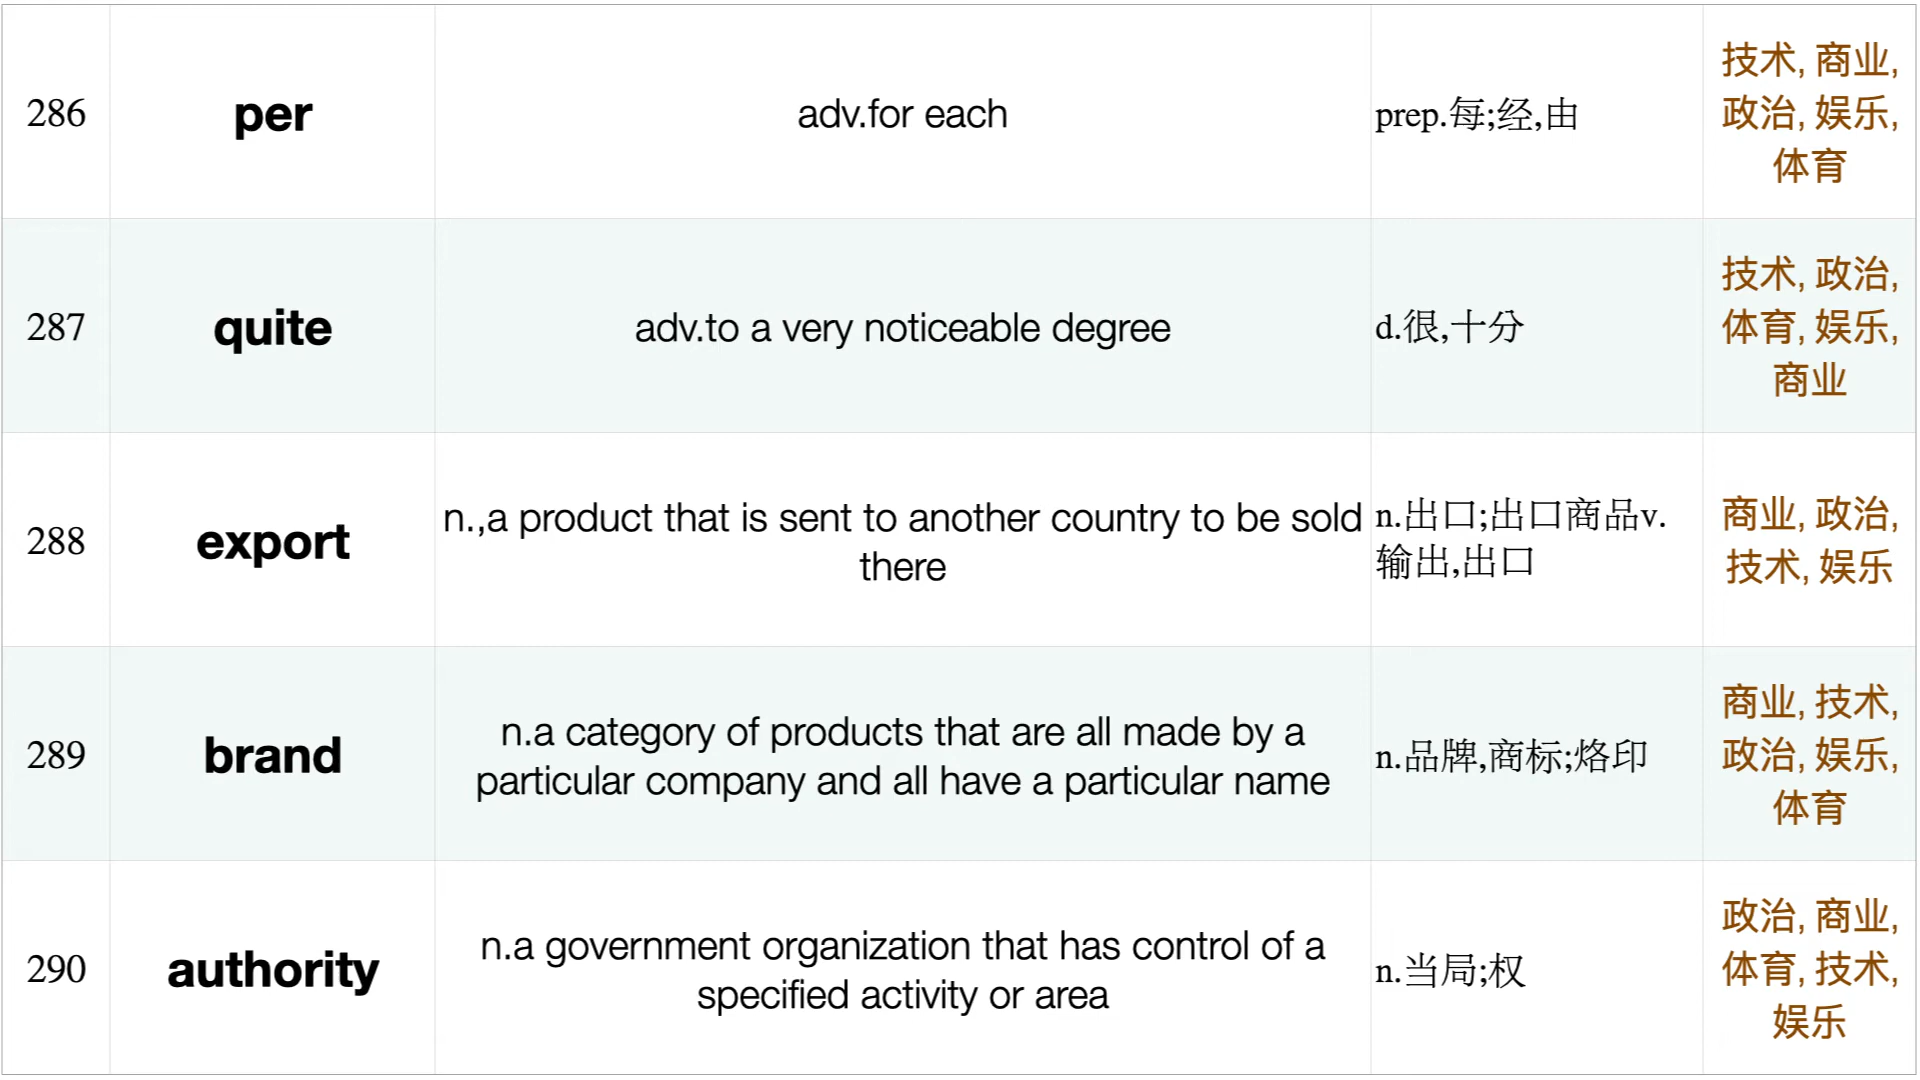 286
per
adv.for each
prep.每;经,由
技术, 商业,
政治, 娱乐,
体育
287
quite
adv.to a very noticeable degree
d.很,十分
技术, 政治,
体育, 娱乐,
商业
288
export
n.,a product that is sent to another country to be sold
there
n.出口;出口商品v.
输出,出口
商业, 政治,
技术, 娱乐
289
brand
n.a category of products that are all made by a
particular company and all have a particular name
n.品牌,商标;烙印
商业, 技术,
政治, 娱乐,
体育
290
authority
n.a government organization that has control of a
specified activity or area
n.当局;权
政治, 商业,
体育, 技术,
娱乐